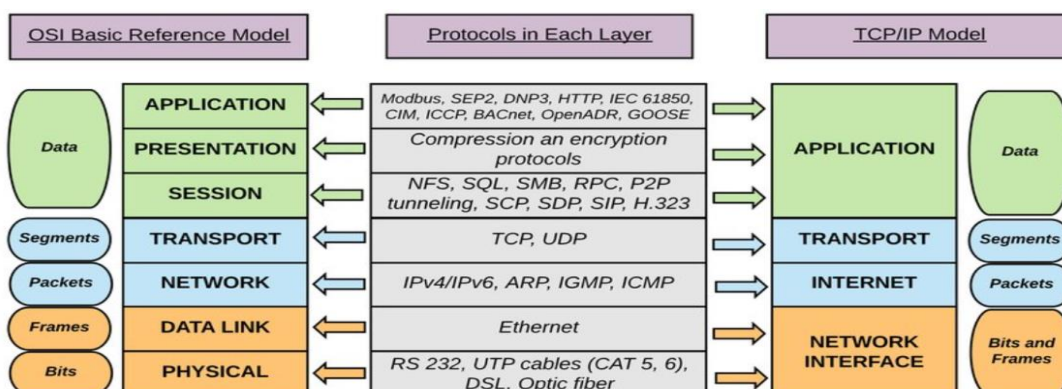 OSI Basic Reference Model
Protocols in Each Layer
TCP/IP Model
Data
APPLICATION
Modbus, SEP2, DNP3, HTTP, IEC 61850,
CIM, ICCP, BACnet, OpenADR, GOOSE
PRESENTATION
Compression an encryption
protocols
SESSION
NFS, SQL, SMB, RPC, P2P
tunneling, SCP, SDP, SIP, H.323
APPLICATION
Data
Segments
TRANSPORT
TCP, UDP
TRANSPORT
Segments
Packets
NETWORK
IPv4/IPv6, ARP, IGMP, ICMP
INTERNET
Packets
Frames
DATA LINK
Ethernet
Bits
PHYSICAL
RS 232, UTP cables (CAT 5, 6),
DSL, Optic fiber
NETWORK
INTERFACE
Bits and
Frames